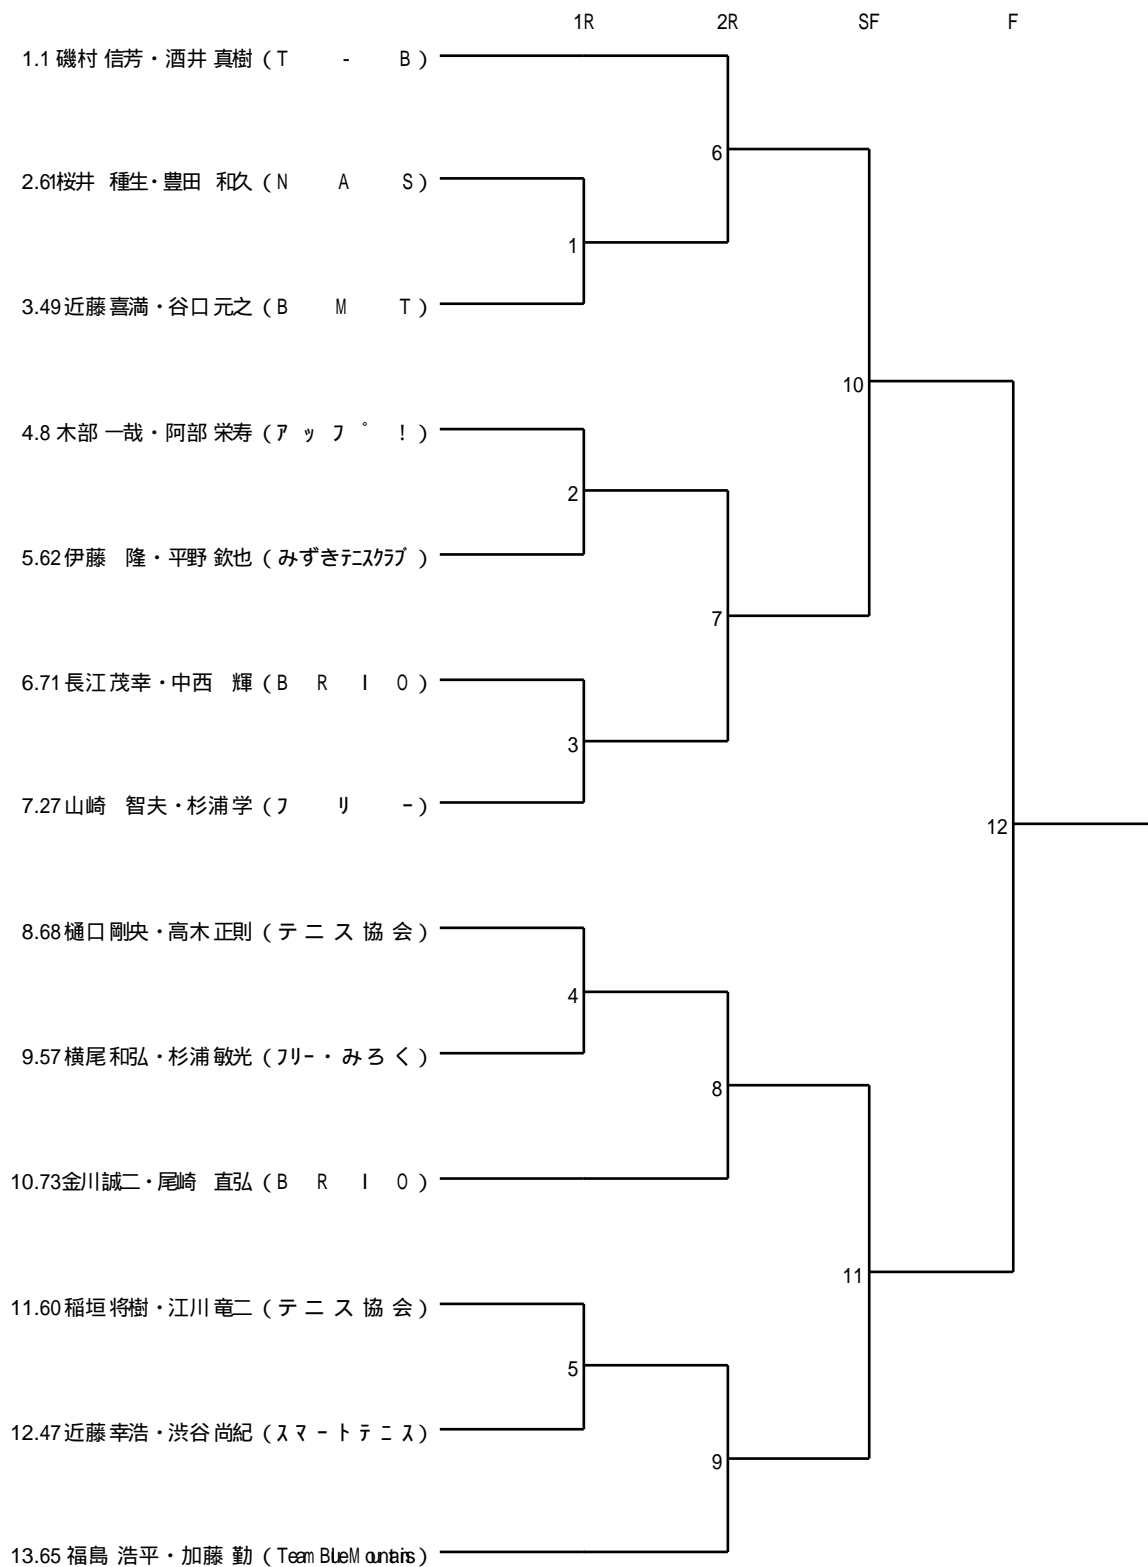 1R 2R SF F
1.1 磯村 信芳・酒井 真樹 (T - B)
6
2.61桜井 種生・豊田 和久 (N A S)
1
3.49 近藤 喜満・谷口 元之 (B M T)
10
4.8 木部 一哉・阿部 栄寿 (アップ!)
2
5.62 伊藤 隆・平野 欽也 (みずきテニスクラブ)
7
6.71 長江 茂幸・中西 輝 (B R I O)
3
7.27 山崎 智夫・杉浦 学 (フリー)
12
8.68 樋口 剛央・高木 正則 (テニス協会)
4
9.57 横尾 和弘・杉浦 敏光 (フリー・みろく)
8
10.73 金川 誠二・尾崎 直弘 (B R I O)
11
11.60 稲垣 将樹・江川 竜二 (テニス協会)
5
12.47 近藤 幸浩・渋谷 尚紀 (スマートテニス)
9
13.65 福島 浩平・加藤 勤 (Team BlueMountains)